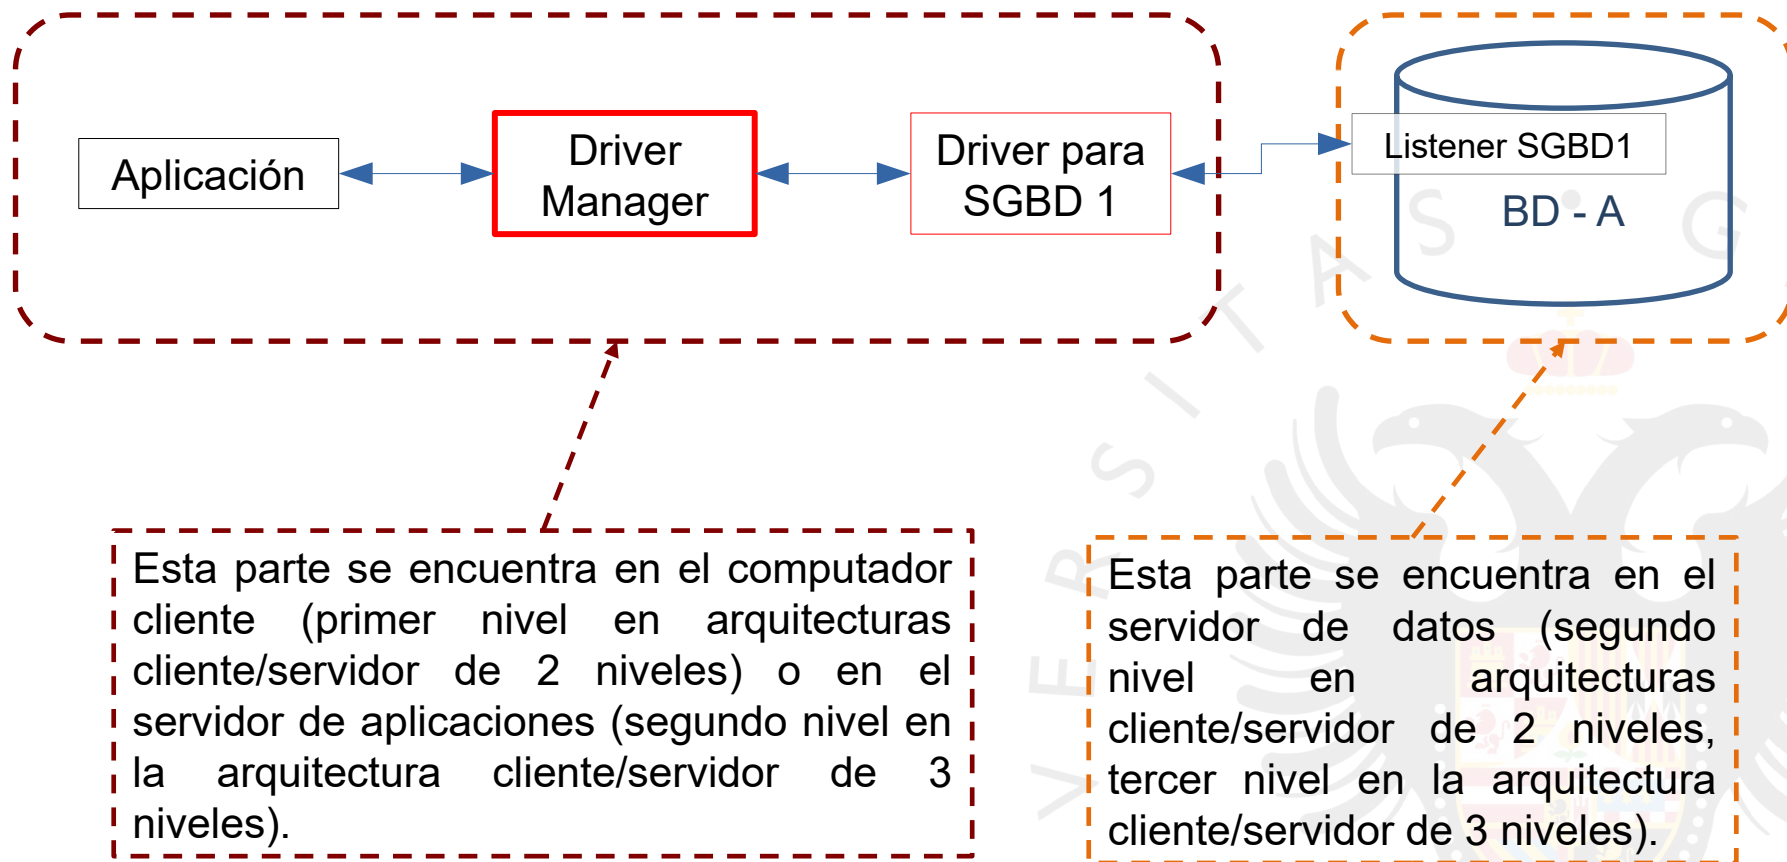 Aplicación
Driver
Manager
Driver para
SGBD 1
Listener SGBD1
BD - A
Esta parte se encuentra en el computador
cliente (primer nivel en arquitecturas
cliente/servidor de 2 niveles) o en el
servidor de aplicaciones (segundo nivel en
la arquitectura cliente/servidor de 3
niveles).
Esta parte se encuentra en el
servidor de datos (segundo
nivel en arquitecturas
cliente/servidor de 2 niveles,
tercer nivel en la arquitectura
cliente/servidor de 3 niveles).
VERSITAS • G